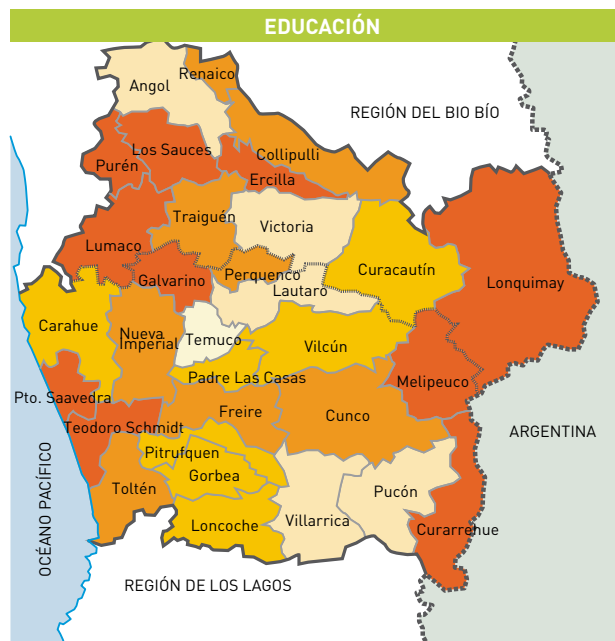 EDUCACIÓN
Renaico
Angol
REGIÓN DEL BIO BÍO
Los Sauces
Collipulli
Purén
Ercilla
Traiguén
Victoria
Lumaco
Curacautín
Galvarino
Perquenco
Lonquimay
Lautaro
Carahue
Nueva
Imperial
Temuco
Vilcún
Padre Las Casas
Melipeuco
Pto. Saavedra
Freire
Cunco
Teodoro Schmidt
ARGENTINA
Pitrufquen
Gorbea
Toltén
Pucón
OCÉANO PACÍFICO
Loncoche
Villarrica
Curarrehue
REGIÓN DE LOS LAGOS